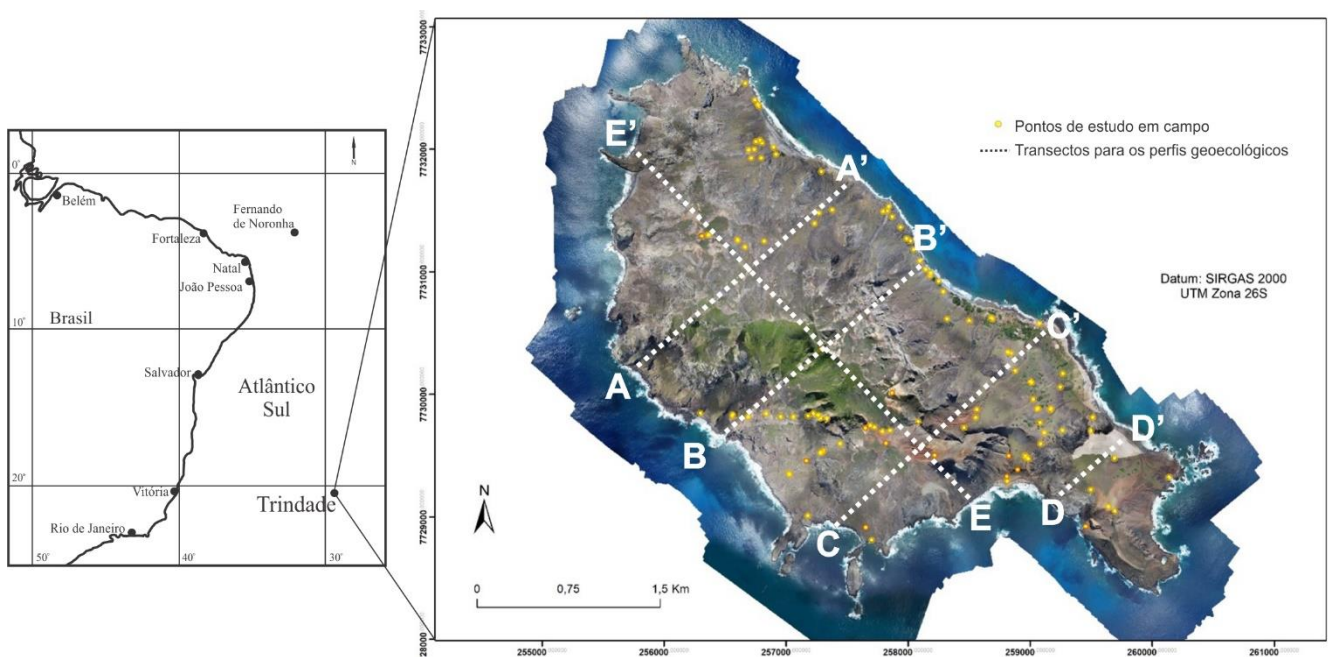 0°
N
Belém
Fernando
de Noronha
Fortaleza
Natal
João Pessoa
Brasil
Salvador
Atlântico
Sul
Vitória
Trindade
20°
10°
Rio de Janeiro
50°
40°
30°
7733000
7732000
7731000
7730000
7729000
28000
E'
A'
B'
C'
D'
A
B
C
D
E
Pontos de estudo em campo
Transectos para os perfis geoecológicos
Datum: SIRGAS 2000
UTM Zona 26S
N
0
0,75
1,5 Km
255000
256000
257000
258000
259000
260000
261000